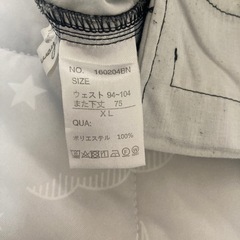 NO. 160204BN
SIZE
ウェスト 94~104
また下丈 75
XL
QUA:
ポリエステル 100%